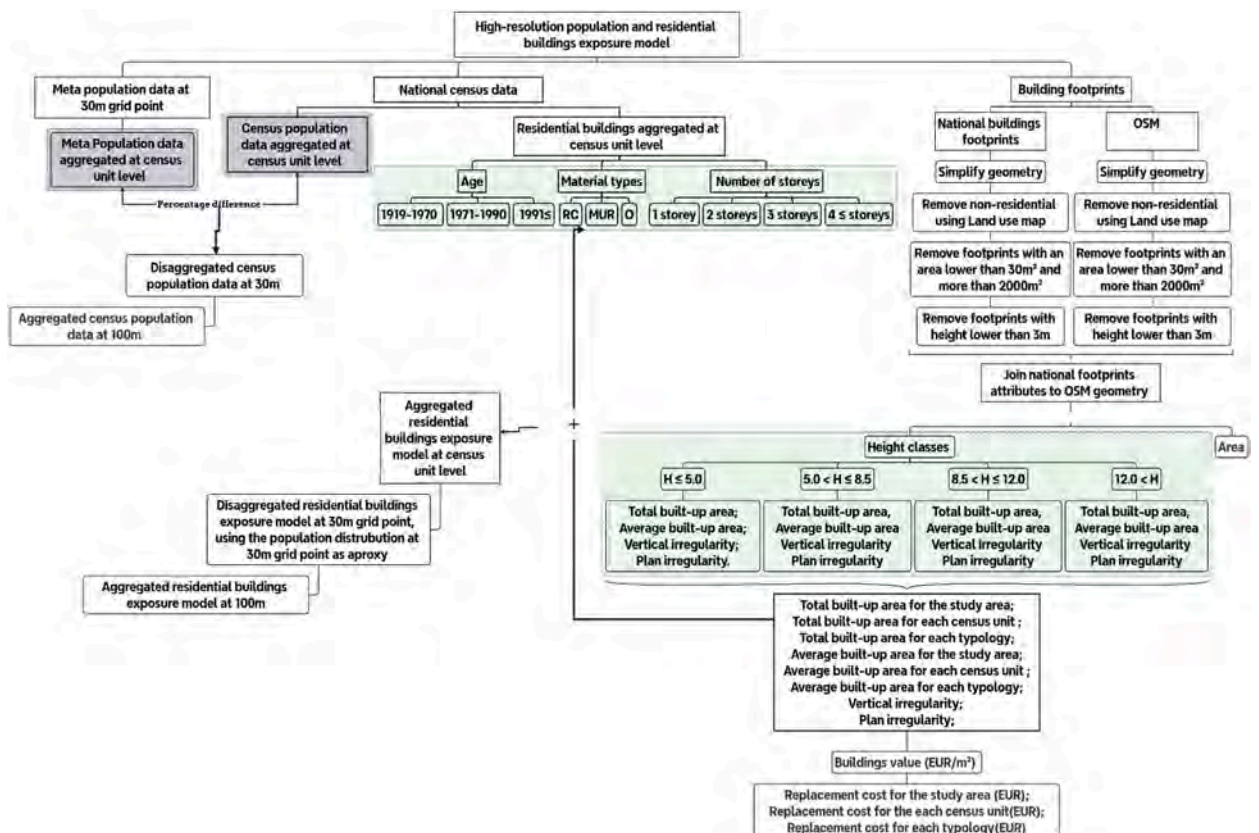 High-resolution population and residential
buildings exposure model
Meta population data at
30m grid point
National census data
Building footprints
Meta Population data
aggregated at census
unit level
Census population
data aggregated at
census unit level
Residential buildings aggregated at
census unit level
National buildings
footprints
OSM
Percentage difference
Age
Material types
Number of storeys
1919-1970
1971-1990
1991≤
RC
MUR
O
1 storey
2 storeys
3 storeys
4 ≤ storeys
Simplify geometry
Simplify geometry
Remove non-residential
using Land use map
Remove non-residential
using Land use map
Remove footprints with an
area lower than 30m² and
more than 2000m²
Remove footprints with an
area lower than 30m² and
more than 2000m²
Remove footprints with
height lower than 3m
Remove footprints with
height lower than 3m
Disaggregated census
population data at 30m
Aggregated census population
data at 100m
Join national footprints
attributes to OSM geometry
Aggregated
residential
buildings exposure
model at census
unit level
+
Height classes
Area
H ≤ 5.0
5.0 < H ≤ 8.5
8.5 < H ≤ 12.0
12.0 < H
Total built-up area;
Average built-up area;
Vertical irregularity;
Plan irregularity.
Total built-up area,
Average built-up area
Vertical irregularity
Plan irregularity
Total built-up area,
Average built-up area
Vertical irregularity
Plan irregularity
Total built-up area,
Average built-up area
Vertical irregularity
Plan irregularity
Disaggregated residential buildings
exposure model at 30m grid point,
using the population distrubution at
30m grid point as aproxy
Aggregated residential buildings
exposure model at 100m
Total built-up area for the study area;
Total built-up area for each census unit ;
Total built-up area for each typology;
Average built-up area for the study area;
Average built-up area for each census unit ;
Average built-up area for each typology;
Vertical irregularity;
Plan irregularity;
Buildings value (EUR/m²)
Replacement cost for the study area (EUR);
Replacement cost for the each census unit(EUR);
Replacement cost for each typology(EUR)